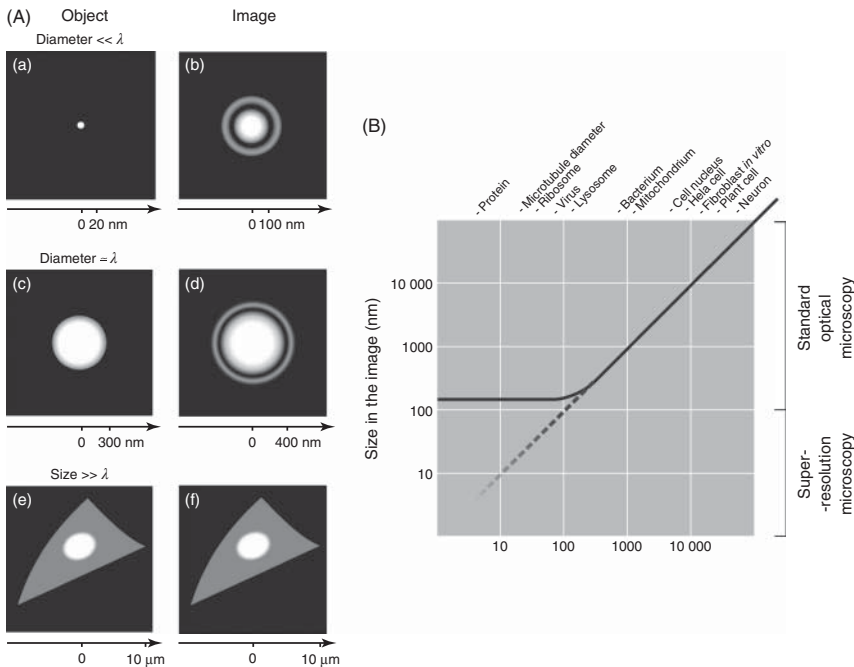 (A)
Object
Image
Diameter << λ
(a)
(b)
0 20 nm
0 100 nm
Diameter = λ
(c)
(d)
0 300 nm
0 400 nm
Size >> λ
(e)
(f)
0 10 μm
0 10 μm
(B)
- Protein
- Microtubule diameter
- Ribosome
- Virus
- Lysosome
- Bacterium
- Mitochondrium
- Cell nucleus
- Hela cell
- Fibroblast in vitro
- Plant cell
- Neuron
Size in the image (nm)
10 000
1000
100
10
10 100 1000 10 000
Standard
optical
microscopy
Super-
-resolution
microscopy